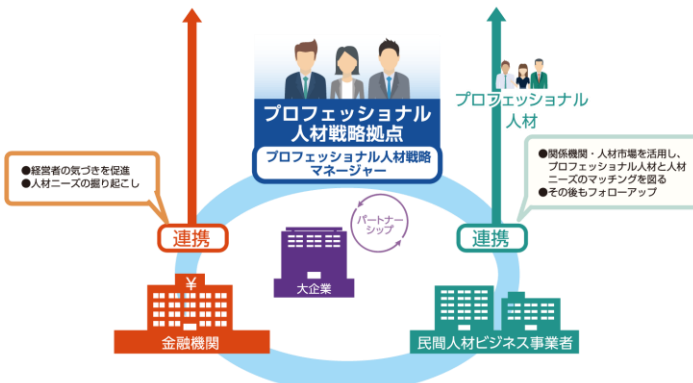 プロフェッショナル
人材戦略拠点
プロフェッショナル人材戦略
マネージャー
プロフェッショナル
人材
●経営者の気づきを促進
●人材ニーズの掘り起こし
●関係機関・人材市場を活用し、
プロフェッショナル人材と人材
ニーズのマッチングを図る
●その後もフォローアップ
連携
パートナー
シップ
連携
¥
大企業
金融機関
民間人材ビジネス事業者